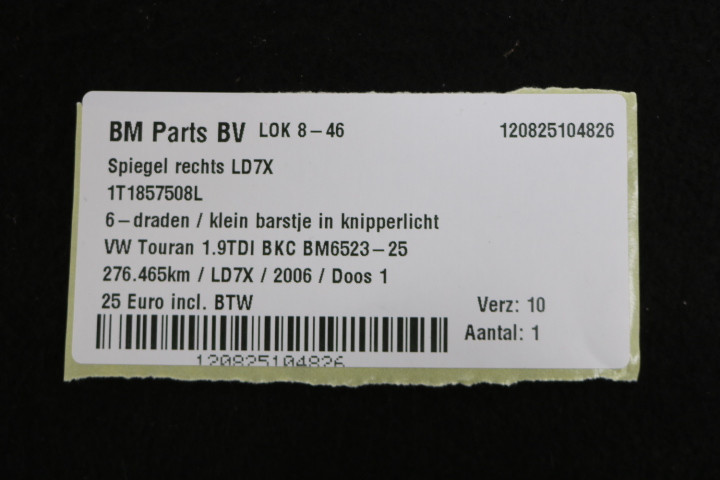 BM Parts BV LOK 8-46 120825104826
Spiegel rechts LD7X
1T1857508L
6-draden / klein barstje in knipperlicht
VW Touran 1.9TDI BKC BM6523-25
276.465km / LD7X / 2006 / Doos 1
25 Euro incl. BTW Verz: 10
Aantal: 1
120825104826